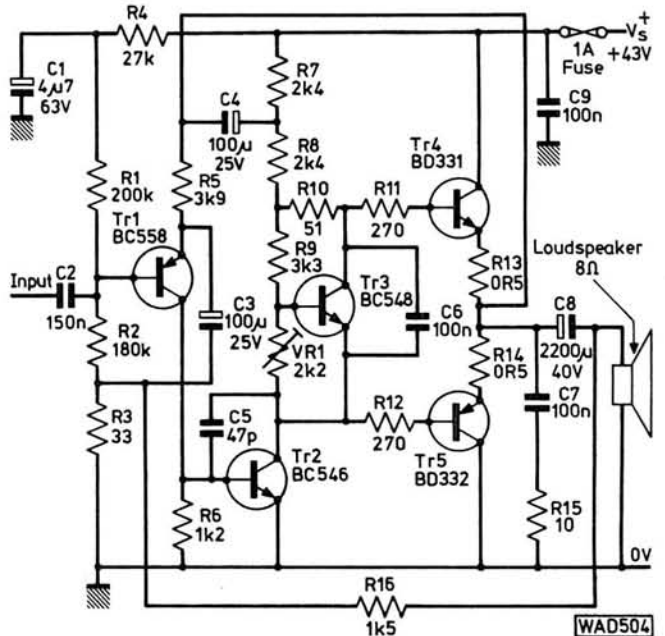 R4
27k
Vs +
+43V
1A
Fuse
C1
4µ7
63V
C4
100µ
25V
R7
2k4
R8
2k4
C9
100n
Tr4
BD331
R1
200k
R5
3k9
R10
51
R11
270
Tr1
BC558
R9
3k3
R13
0R5
Loudspeaker
8Ω
Input
C2
150n
C3
100µ
25V
Tr3
BC548
C6
100n
C8
2200µ
40V
R2
180k
VR1
2k2
R14
0R5
C7
100n
R3
33
C5
47p
R12
270
Tr2
BC546
Tr5
BD332
R6
1k2
R15
10
0V
R16
1k5
WAD504